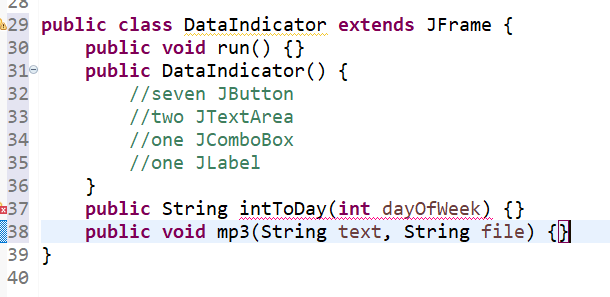 28
29 public class DataIndicator extends JFrame {
30     public void run() {}
31     public DataIndicator() {
32         //seven JButton
33         //two JTextArea
34         //one JComboBox
35         //one JLabel
36     }
37     public String intToDay(int dayOfWeek) {}
38     public void mp3(String text, String file) {}
39 }
40